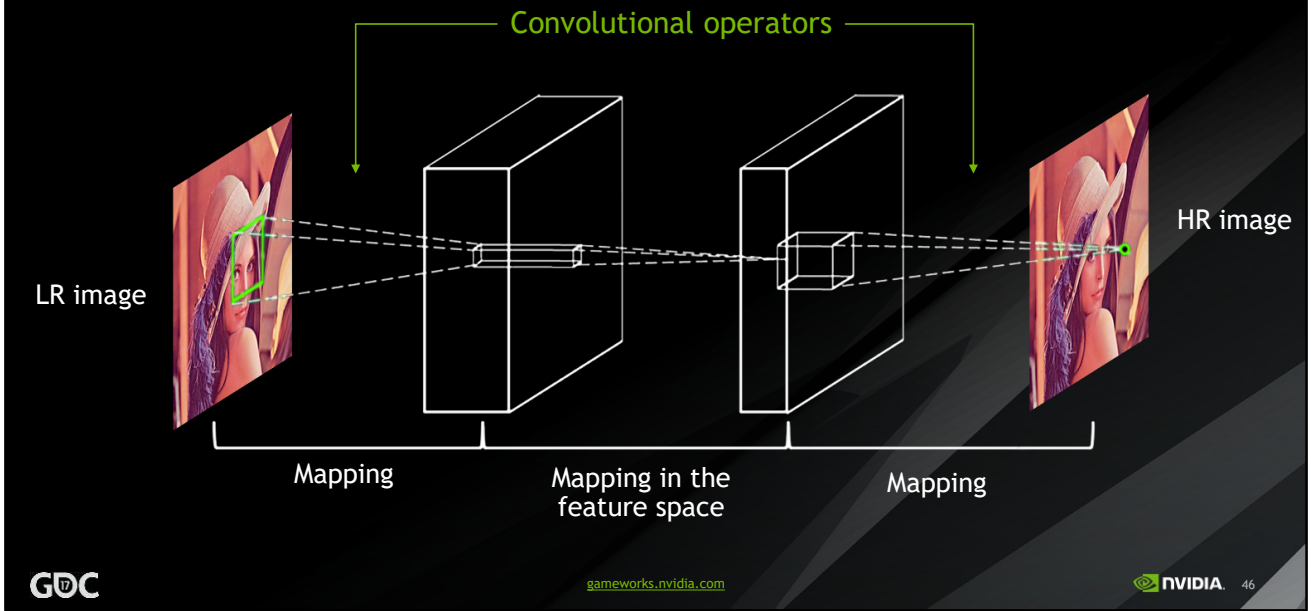 Convolutional operators
LR image
HR image
Mapping
Mapping in the
feature space
Mapping
GDC 17
gameworks.nvidia.com
NVIDIA. 46